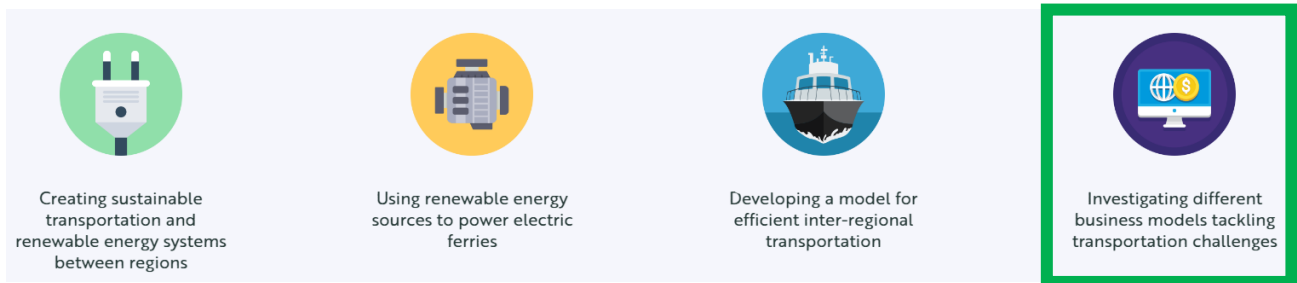 Creating sustainable
transportation and
renewable energy systems
between regions
Using renewable energy
sources to power electric
ferries
Developing a model for
efficient inter-regional
transportation
Investigating different
business models tackling
transportation challenges